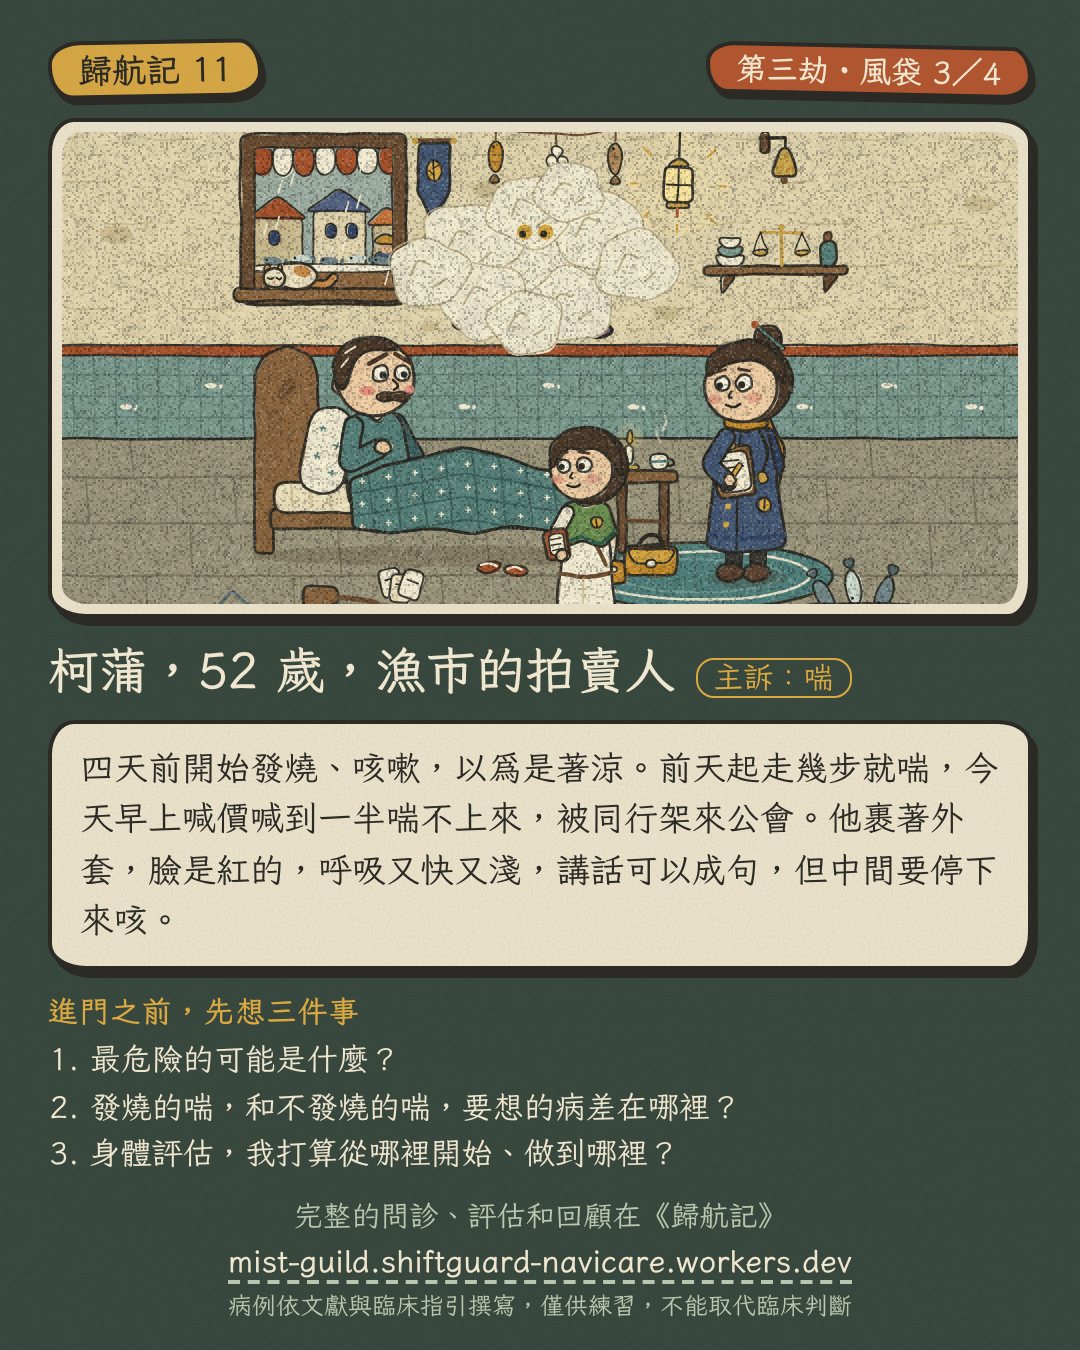 歸航記 11
第三劫・風袋 3／4
柯蒲，52 歲，漁市的拍賣人
主訴：喘
四天前開始發燒、咳嗽，以爲是著涼。前天起走幾步就喘，今
天早上喊價喊到一半喘不上來，被同行架來公會。他裹著外
套，臉是紅的，呼吸又快又淺，講話可以成句，但中間要停下
來咳。
進門之前，先想三件事
1. 最危險的可能是什麼？
2. 發燒的喘，和不發燒的喘，要想的病差在哪裡？
3. 身體評估，我打算從哪裡開始、做到哪裡？
完整的問診、評估和回顧在《歸航記》
mist-guild.shiftguard-navicare.workers.dev
病例依文獻與臨床指引撰寫，僅供練習，不能取代臨床判斷